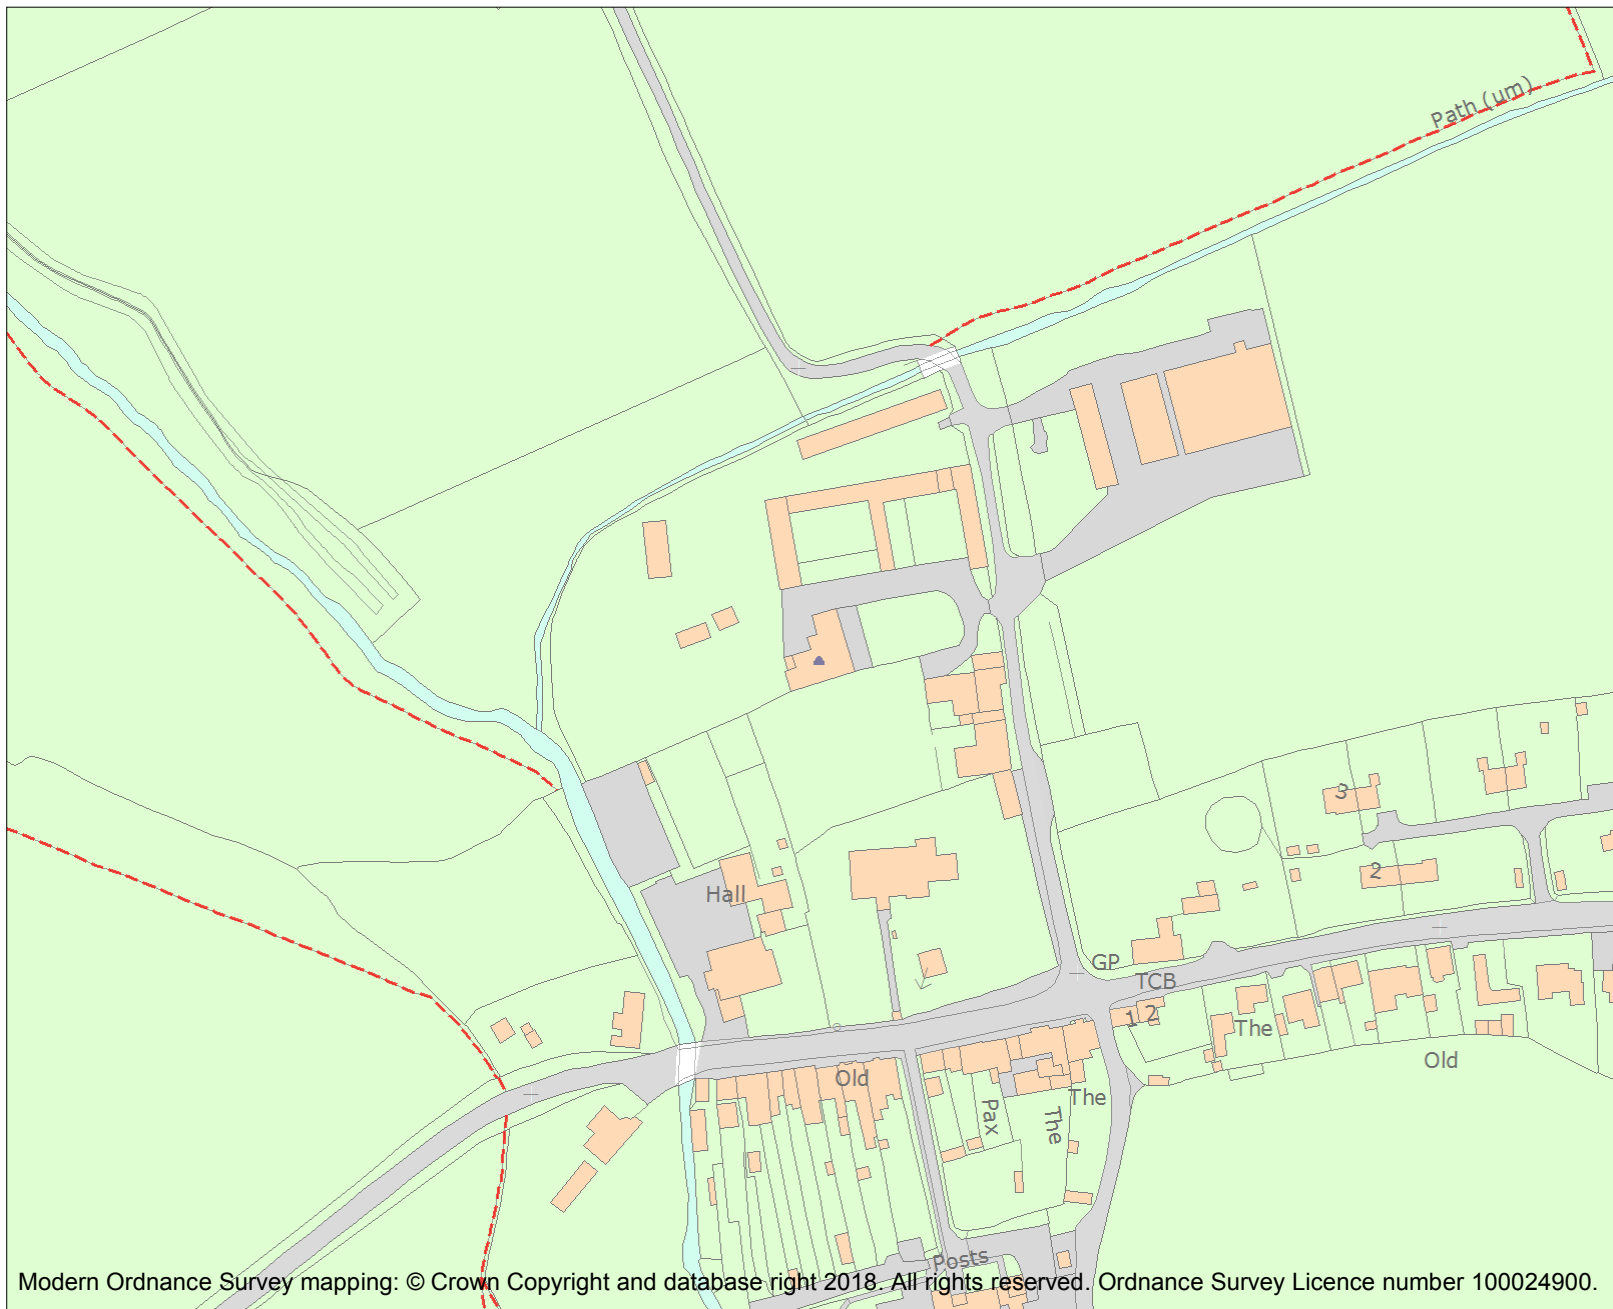 Path (um)
3
2
Hall
GP
TCB
1 2
The
Old
Old
The
Pax
The
Posts
Modern Ordnance Survey mapping: © Crown Copyright and database right 2018. All rights reserved. Ordnance Survey Licence number 100024900.